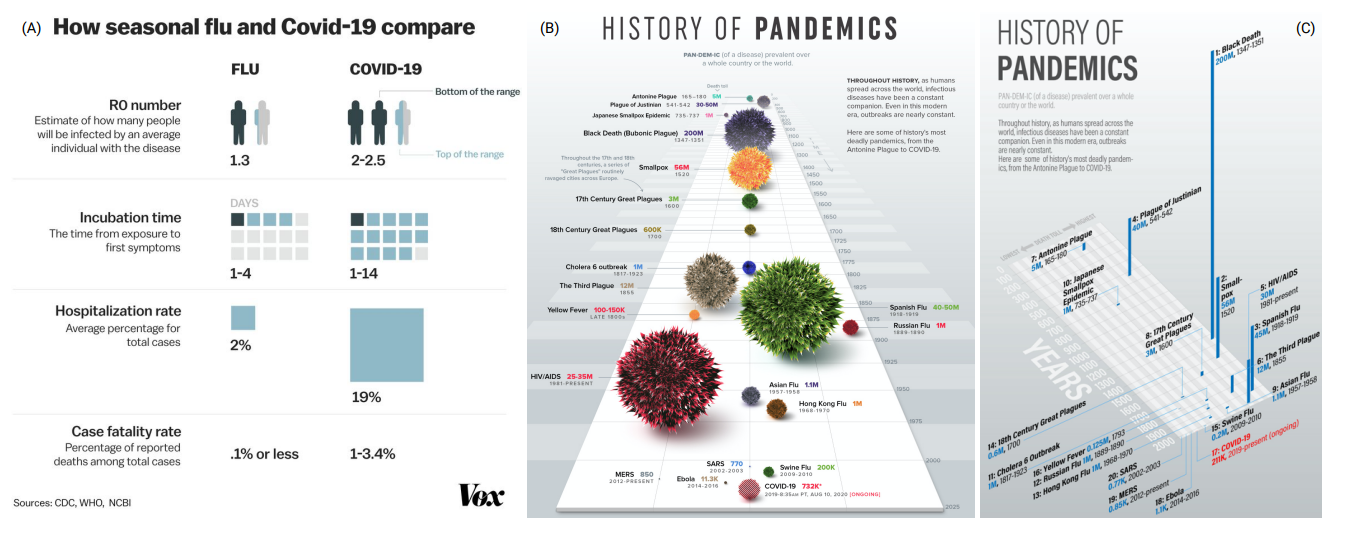 (A) How seasonal flu and Covid-19 compare
FLU
COVID-19
Bottom of the range
R0 number
Estimate of how many people
will be infected by an average
individual with the disease
1.3
2-2.5
Top of the range
DAYS
Incubation time
The time from exposure to
first symptoms
1-4
1-14
Hospitalization rate
Average percentage for
total cases
2%
19%
Case fatality rate
Percentage of reported
deaths among total cases
.1% or less
1-3.4%
Sources: CDC, WHO, NCBI
Vox
(B) HISTORY OF PANDEMICS
PAN·DEM·IC (of a disease) prevalent over
a whole country or the world.
THROUGHOUT HISTORY, as humans
spread across the world, infectious
diseases have been a constant
companion. Even in this modern era,
outbreaks are nearly constant.
Here are some of history's most
deadly pandemics, from the
Antonine Plague to COVID-19.
Death toll
Antonine Plague 165-180 5M
Plague of Justinian 541-542 30-50M
Japanese Smallpox Epidemic 735-737 1M
Black Death (Bubonic Plague) 200M
1347-1351
Throughout the 17th and 18th
centuries, a series of
"Great Plagues" routinely
ravaged cities across Europe.
Smallpox 56M
1520
17th Century Great Plagues 3M
1600
18th Century Great Plagues 600K
1700
Cholera 6 outbreak 1M
1817-1923
The Third Plague 12M
1855
Yellow Fever 100-150K
LATE 1800s
Spanish Flu 40-50M
1918-1919
Russian Flu 1M
1889-1890
HIV/AIDS 25-35M
1981-PRESENT
Asian Flu 1.1M
1957-1958
Hong Kong Flu 1M
1968-1970
SARS 770
2002-2003
MERS 850
2012-PRESENT
Ebola 11.3K
2014-2016
Swine Flu 200K
2009-2010
COVID-19 732K*
2019-8:35AM PT, AUG 10, 2020 [ONGOING]
1300
1400
1500
1550
1600
1650
1700
1725
1750
1775
1800
1825
1850
1875
1900
1925
1950
1975
2000
2025
(C) HISTORY OF
PANDEMICS
PAN-DEM-IC (of a disease) prevalent over a whole
country or the world.
Throughout history, as humans spread across the
world, infectious diseases have been a constant
companion. Even in this modern era, outbreaks
are nearly constant.
Here are some of history's most deadly pandem-
ics, from the Antonine Plague to COVID-19.
1: Black Death
200M, 1347-1351
4: Plague of Justinian
40M, 541-542
7: Antonine Plague
5M, 165-180
10: Japanese
Smallpox
Epidemic
1M, 735-737
2:
Small-
pox
56M
1520
5: HIV/AIDS
30M
1981-present
3: Spanish Flu
45M, 1918-1919
8: 17th Century
Great Plagues
3M, 1600
6: The Third Plague
12M, 1855
9: Asian Flu
1.1M, 1957-1958
YEARS
14: 18th Century Great Plagues
0.6M, 1700
15: Swine Flu
0.2M, 2009-2010
17: COVID-19
211K, 2019-present (ongoing)
11: Cholera 6 Outbreak
1M, 1817-1923
16: Yellow Fever 0.125M, 1793
12: Russian Flu 1M, 1889-1890
13: Hong Kong Flu 1M, 1968-1970
20: SARS
0.77K, 2002-2003
19: MERS
0.85K, 2012-present
18: Ebola
1.1K, 2014-2016